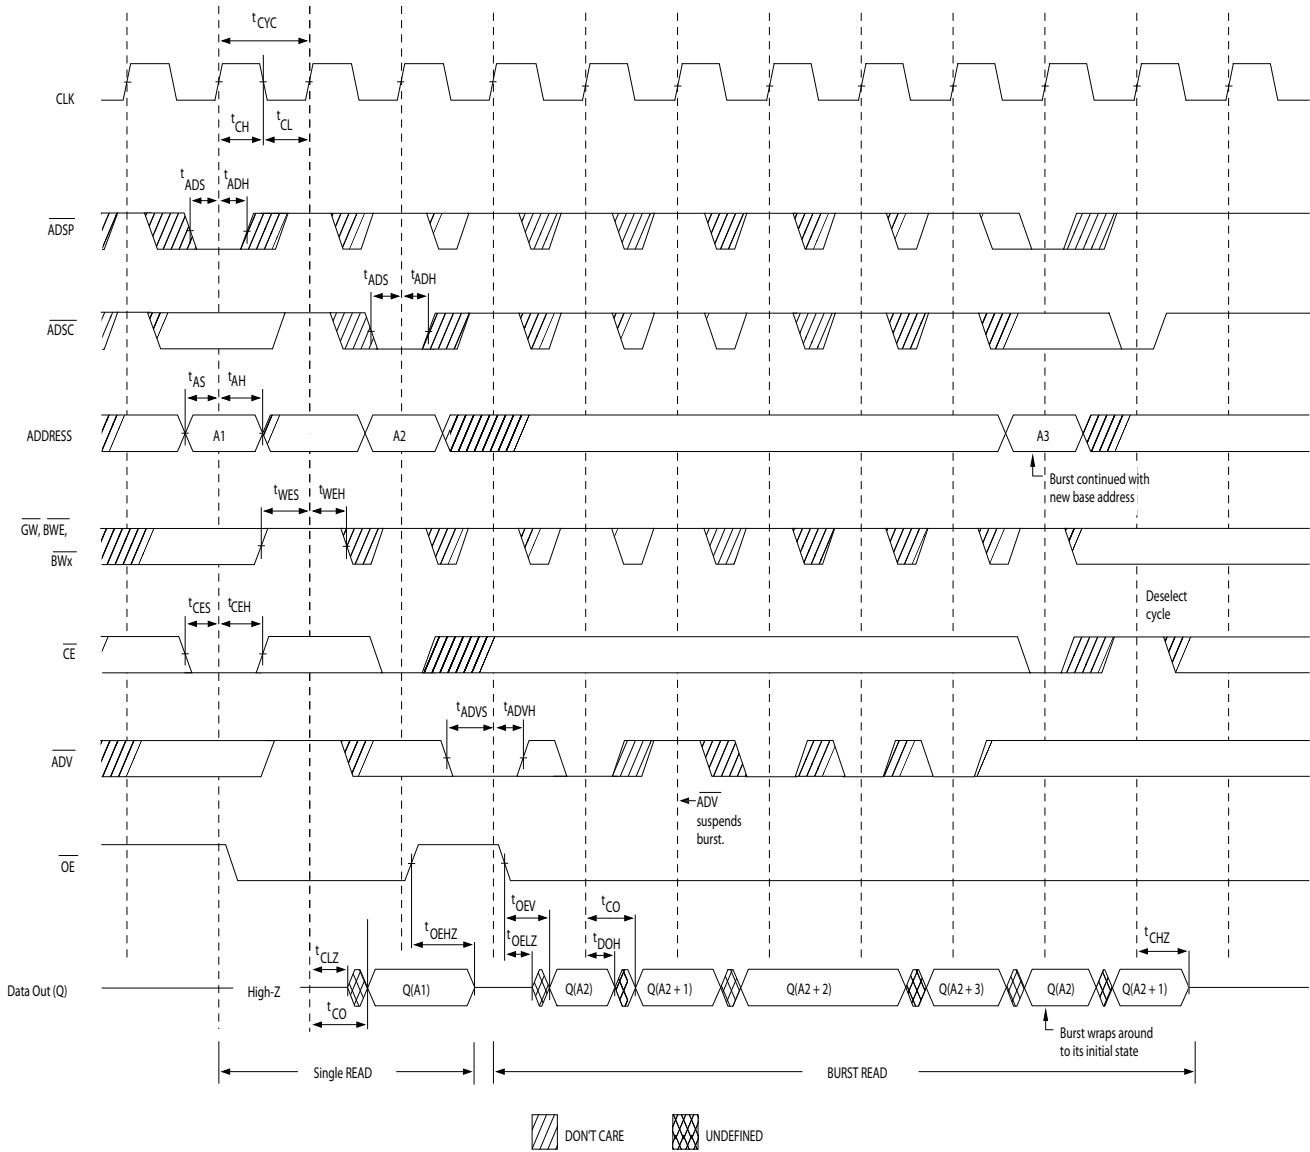 tCYC
CLK
tCH
tCL
tADS
tADH
ADSP
tADS
tADH
ADSC
tAS
tAH
ADDRESS
A1
A2
A3
Burst continued with
new base address
tWES
tWEH
GW, BWE,
BWx
Deselect
cycle
tCES
tCEH
CE
tADVS
tADVH
ADV
ADV
suspends
burst.
OE
tOEHZ
tOEV
tOELZ
tCO
tDOH
tCHZ
tCLZ
Data Out (Q)
High-Z
Q(A1)
Q(A2)
Q(A2 + 1)
Q(A2 + 2)
Q(A2 + 3)
Q(A2)
Q(A2 + 1)
tCO
Burst wraps around
to its initial state
Single READ
BURST READ
DON'T CARE
UNDEFINED